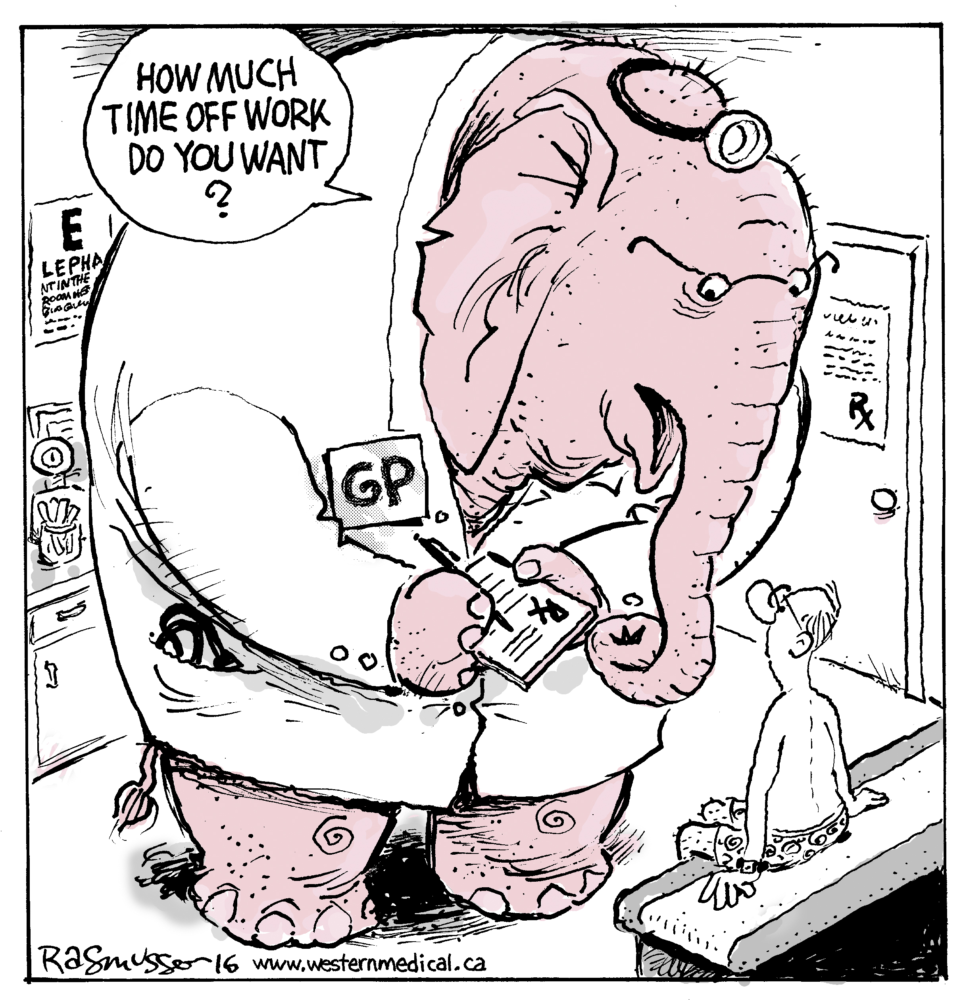 HOW MUCH
TIME OFF WORK
DO YOU WANT
?
E
LEPHA
NT IN THE
ROOM
GP
Rx
Rx
RASMUSSEN-16 www.westernmedical.ca